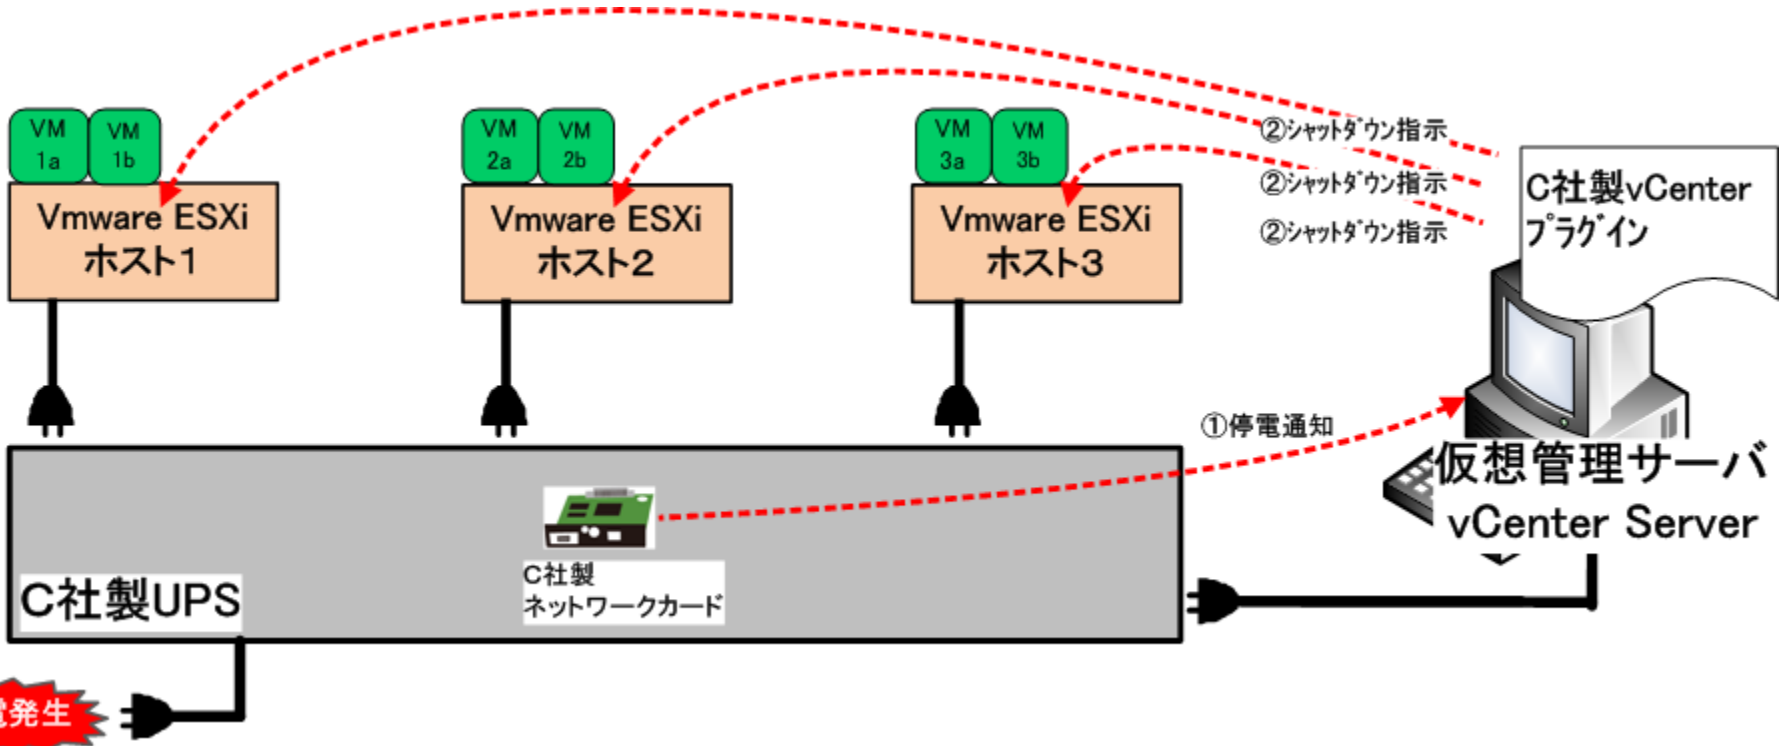 VM
1a
VM
1b
VM
2a
VM
2b
VM
3a
VM
3b
Vmware ESXi
ホスト1
Vmware ESXi
ホスト2
Vmware ESXi
ホスト3
②シャットダウン指示
②シャットダウン指示
②シャットダウン指示
C社製vCenter
プラグイン
①停電通知
仮想管理サーバ
vCenter Server
C社製
ネットワークカード
C社製UPS
電発生